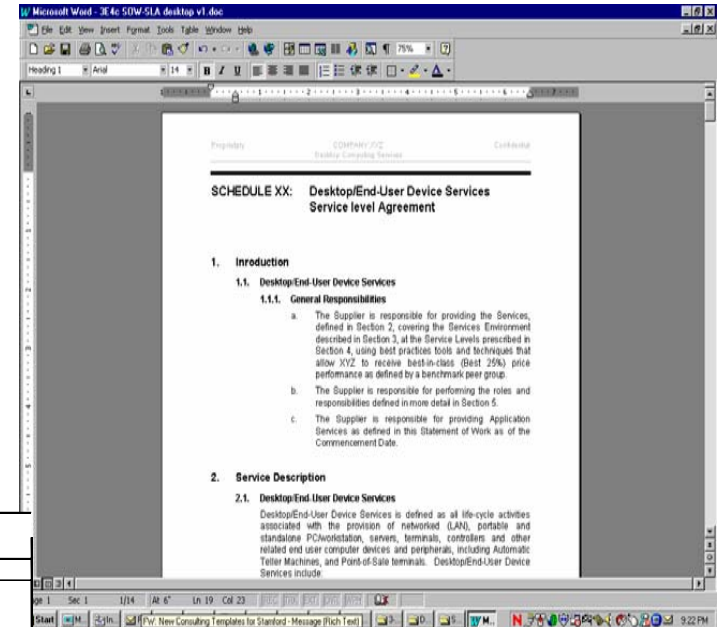 Microsoft Word - 3E4c SOW-SLA desktop v1.doc
File Edit View Insert Format Tools Table Window Help
75%
Heading 1 Arial 14 B I U
Proprietary COMPANY XYZ Confidential
Desktop Computing Services
SCHEDULE XX: Desktop/End-User Device Services
Service level Agreement
1. Inroduction
1.1. Desktop/End-User Device Services
1.1.1. General Responsibilities
a. The Supplier is responsible for providing the Services,
defined in Section 2, covering the Services Environment
described in Section 3, at the Service Levels prescribed in
Section 4, using best practices tools and techniques that
allow XYZ to receive best-in-class (Best 25%) price
performance as defined by a benchmark peer group.
b. The Supplier is responsible for performing the roles and
responsibilities defined in more detail in Section 5.
c. The Supplier is responsible for providing Application
Services as defined in this Statement of Work as of the
Commencement Date.
2. Service Description
2.1. Desktop/End-User Device Services
Desktop/End-User Device Services is defined as all life-cycle activities
associated with the provision of networked (LAN), portable and
standalone PC/workstation, servers, terminals, controllers and other
related end user computer devices and peripherals, including Automatic
Teller Machines, and Point-of-Sale terminals. Desktop/End-User Device
Services include:
1 Sec 1 1/14 At 6" Ln 19 Col 23
Start M... In... FW: New Consulting Templates for Stanford - Message (Rich Text) 3... D... S... M... 9:22 PM